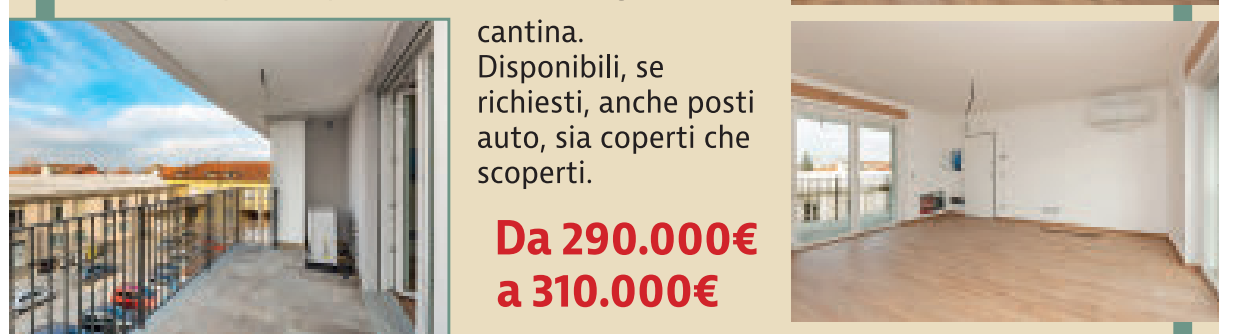 cantina.
Disponibili, se
richiesti, anche posti
auto, sia coperti che
scoperti.
Da 290.000€
a 310.000€